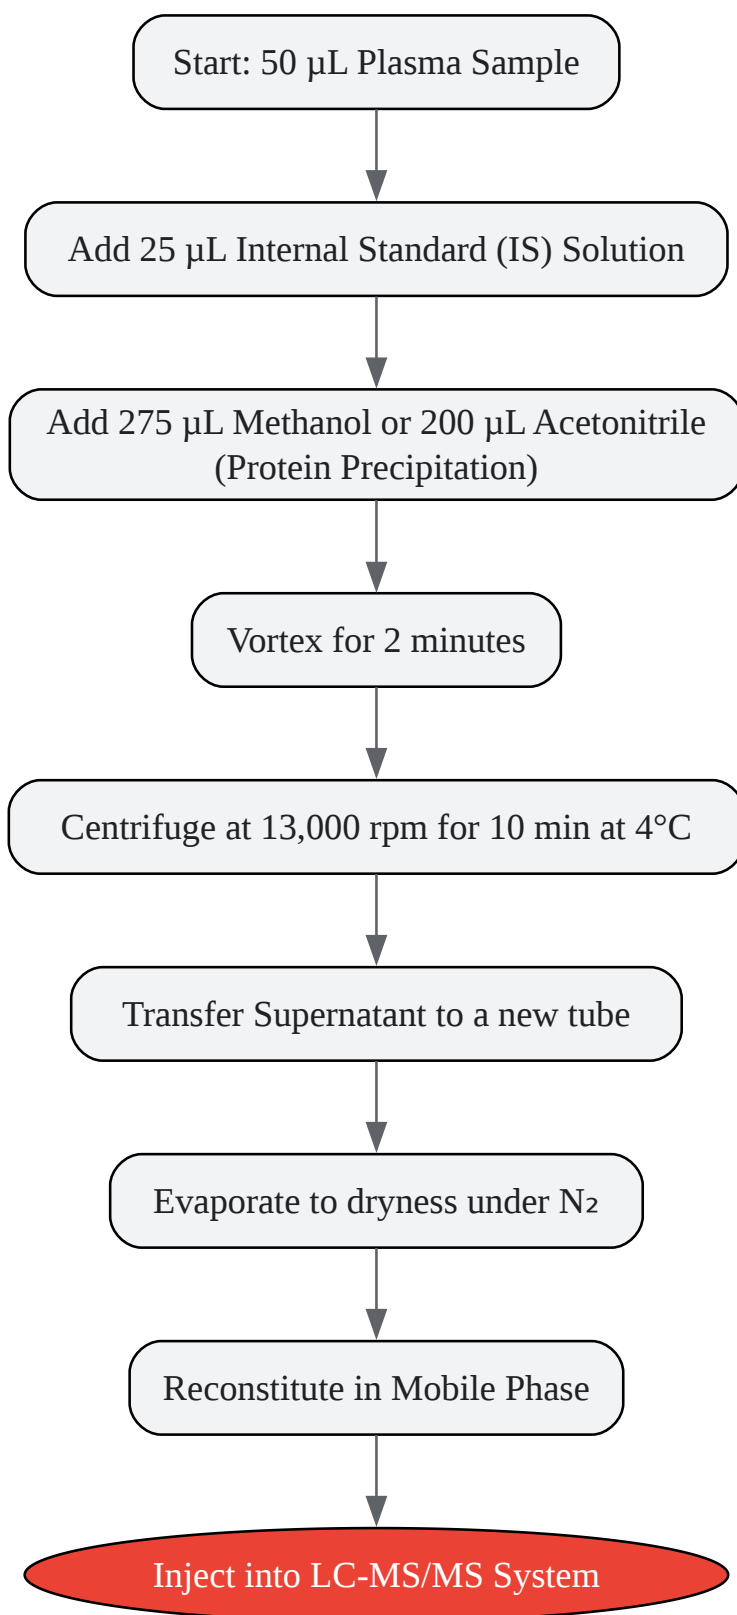 Start: 50 µL Plasma Sample
Add 25 µL Internal Standard (IS) Solution
Add 275 µL Methanol or 200 µL Acetonitrile
(Protein Precipitation)
Vortex for 2 minutes
Centrifuge at 13,000 rpm for 10 min at 4°C
Transfer Supernatant to a new tube
Evaporate to dryness under N₂
Reconstitute in Mobile Phase
Inject into LC-MS/MS System